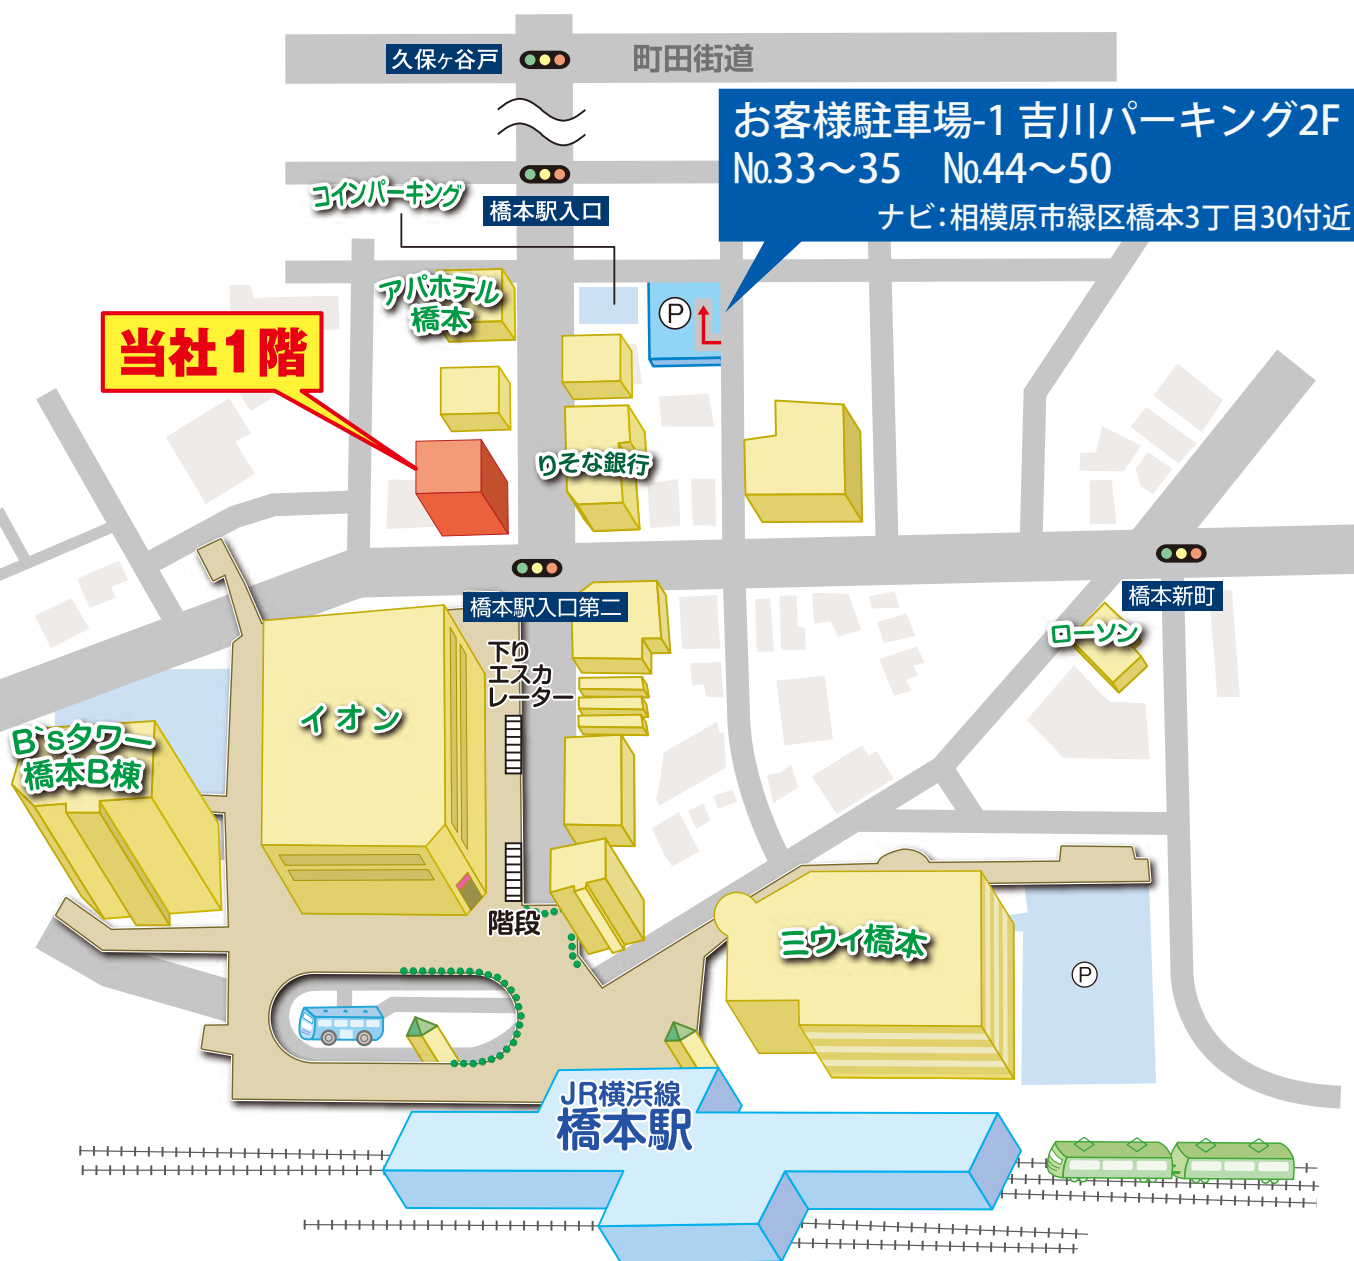 久保ヶ谷戸
町田街道
お客様駐車場-1 吉川パーキング2F
№33～35　№44～50
ナビ：相模原市緑区橋本3丁目30付近
コインパーキング
橋本駅入口
アパホテル
橋本
P
当社1階
りそな銀行
橋本駅入口第二
橋本新町
ローソン
下り
エスカ
レーター
イオン
B'sタワー
橋本B棟
階段
ミウィ橋本
P
JR横浜線
橋本駅